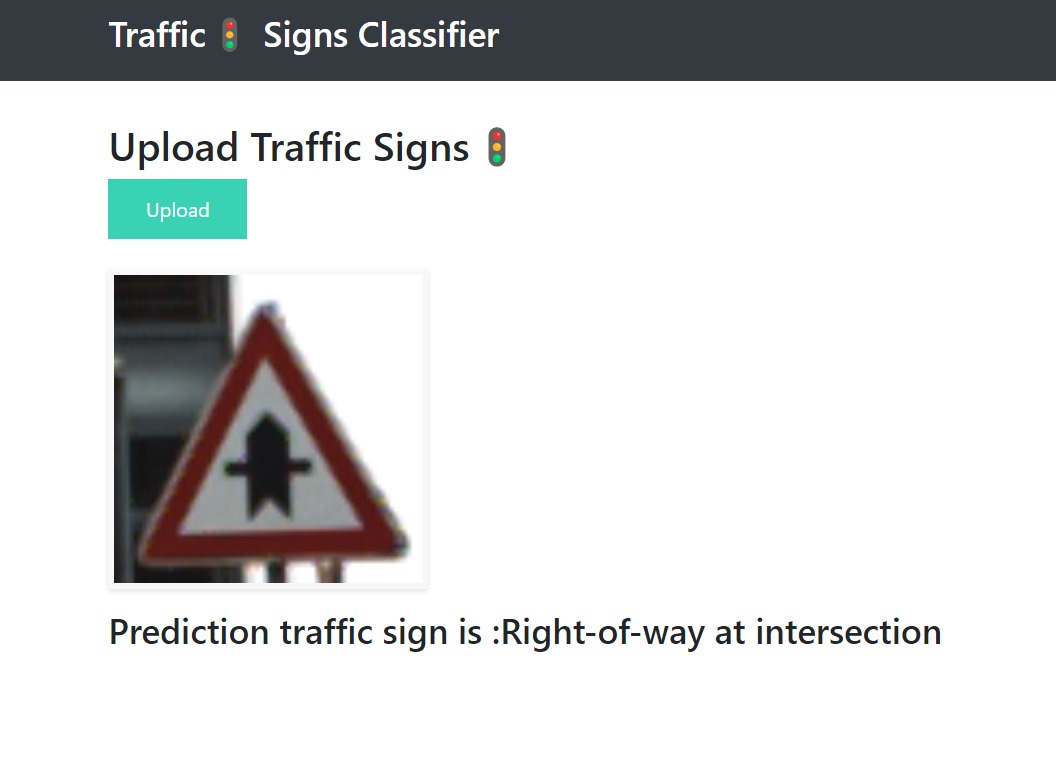 Traffic 🚦 Signs Classifier
Upload Traffic Signs 🚦
Upload
Prediction traffic sign is :Right-of-way at intersection